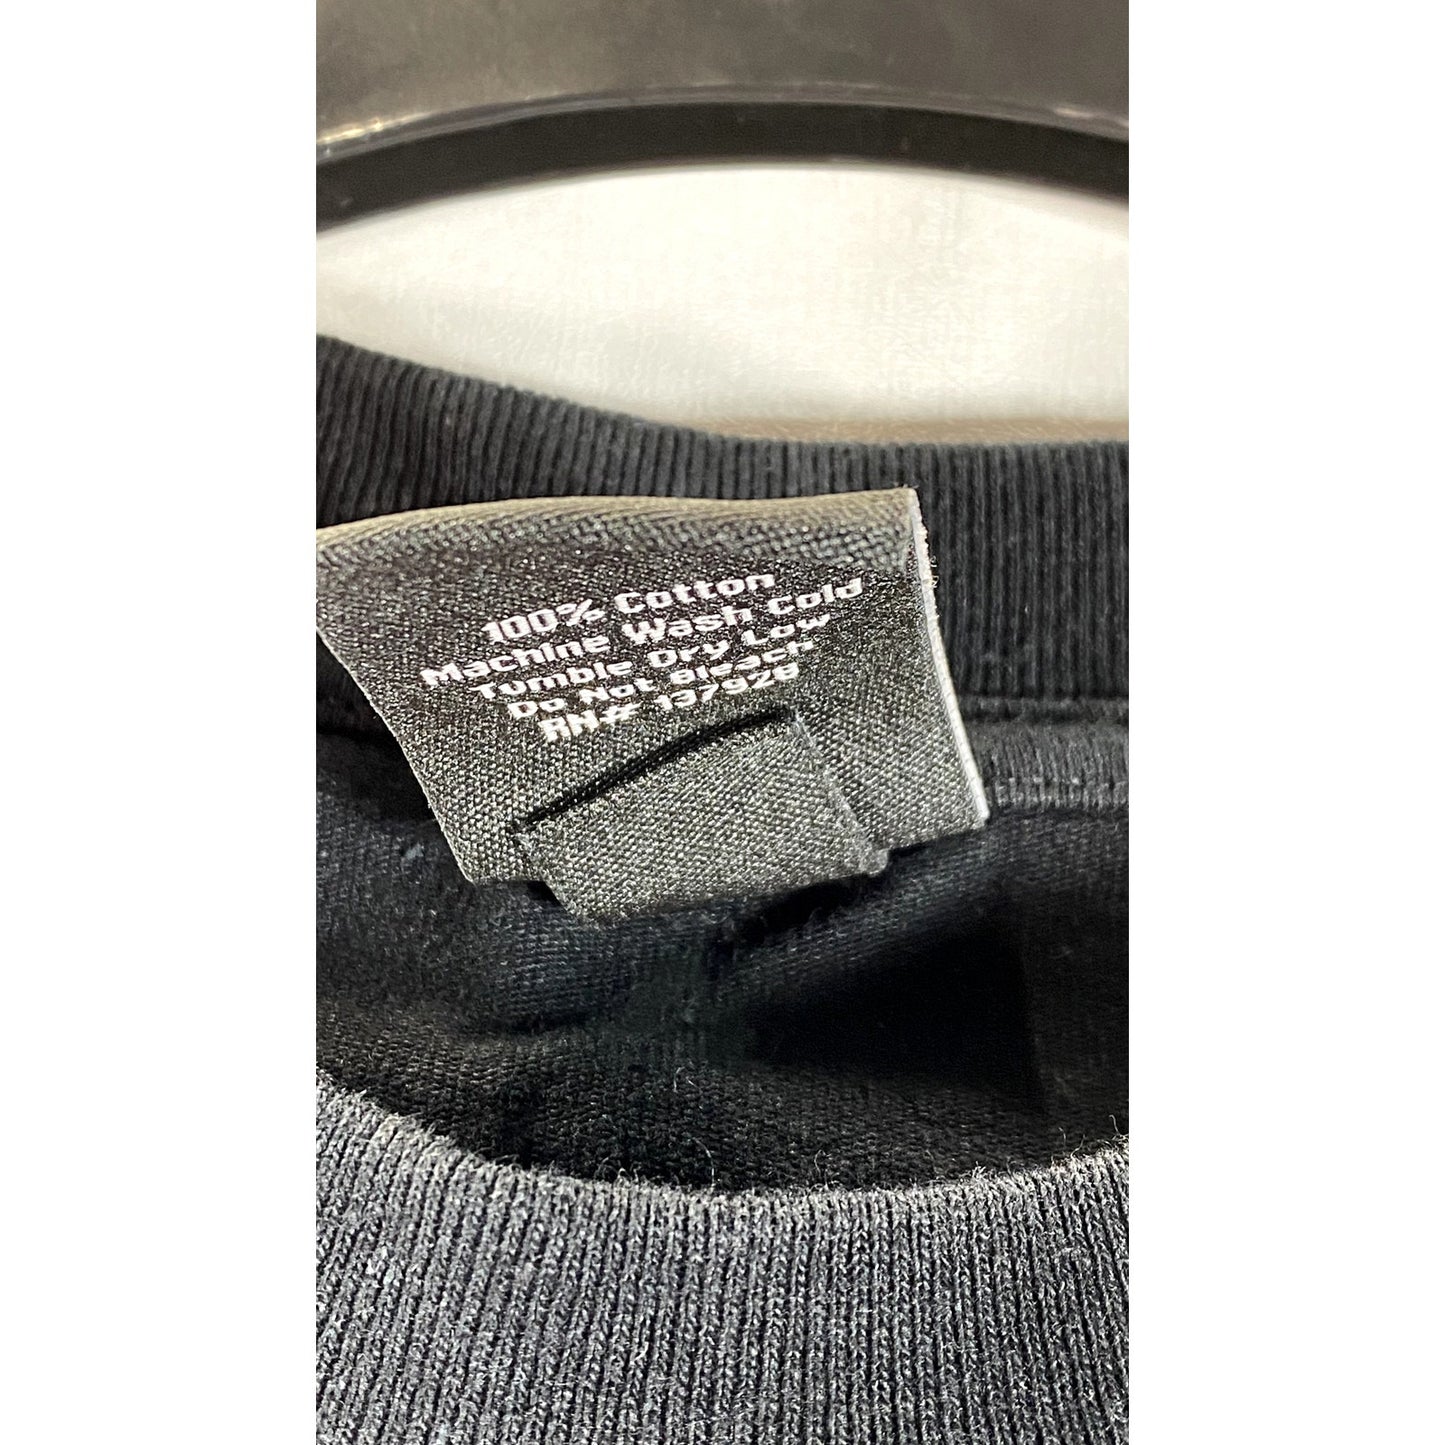 100% Cotton
Machine Wash Cold
Tumble Dry Low
Do Not Bleach
RN# 137928